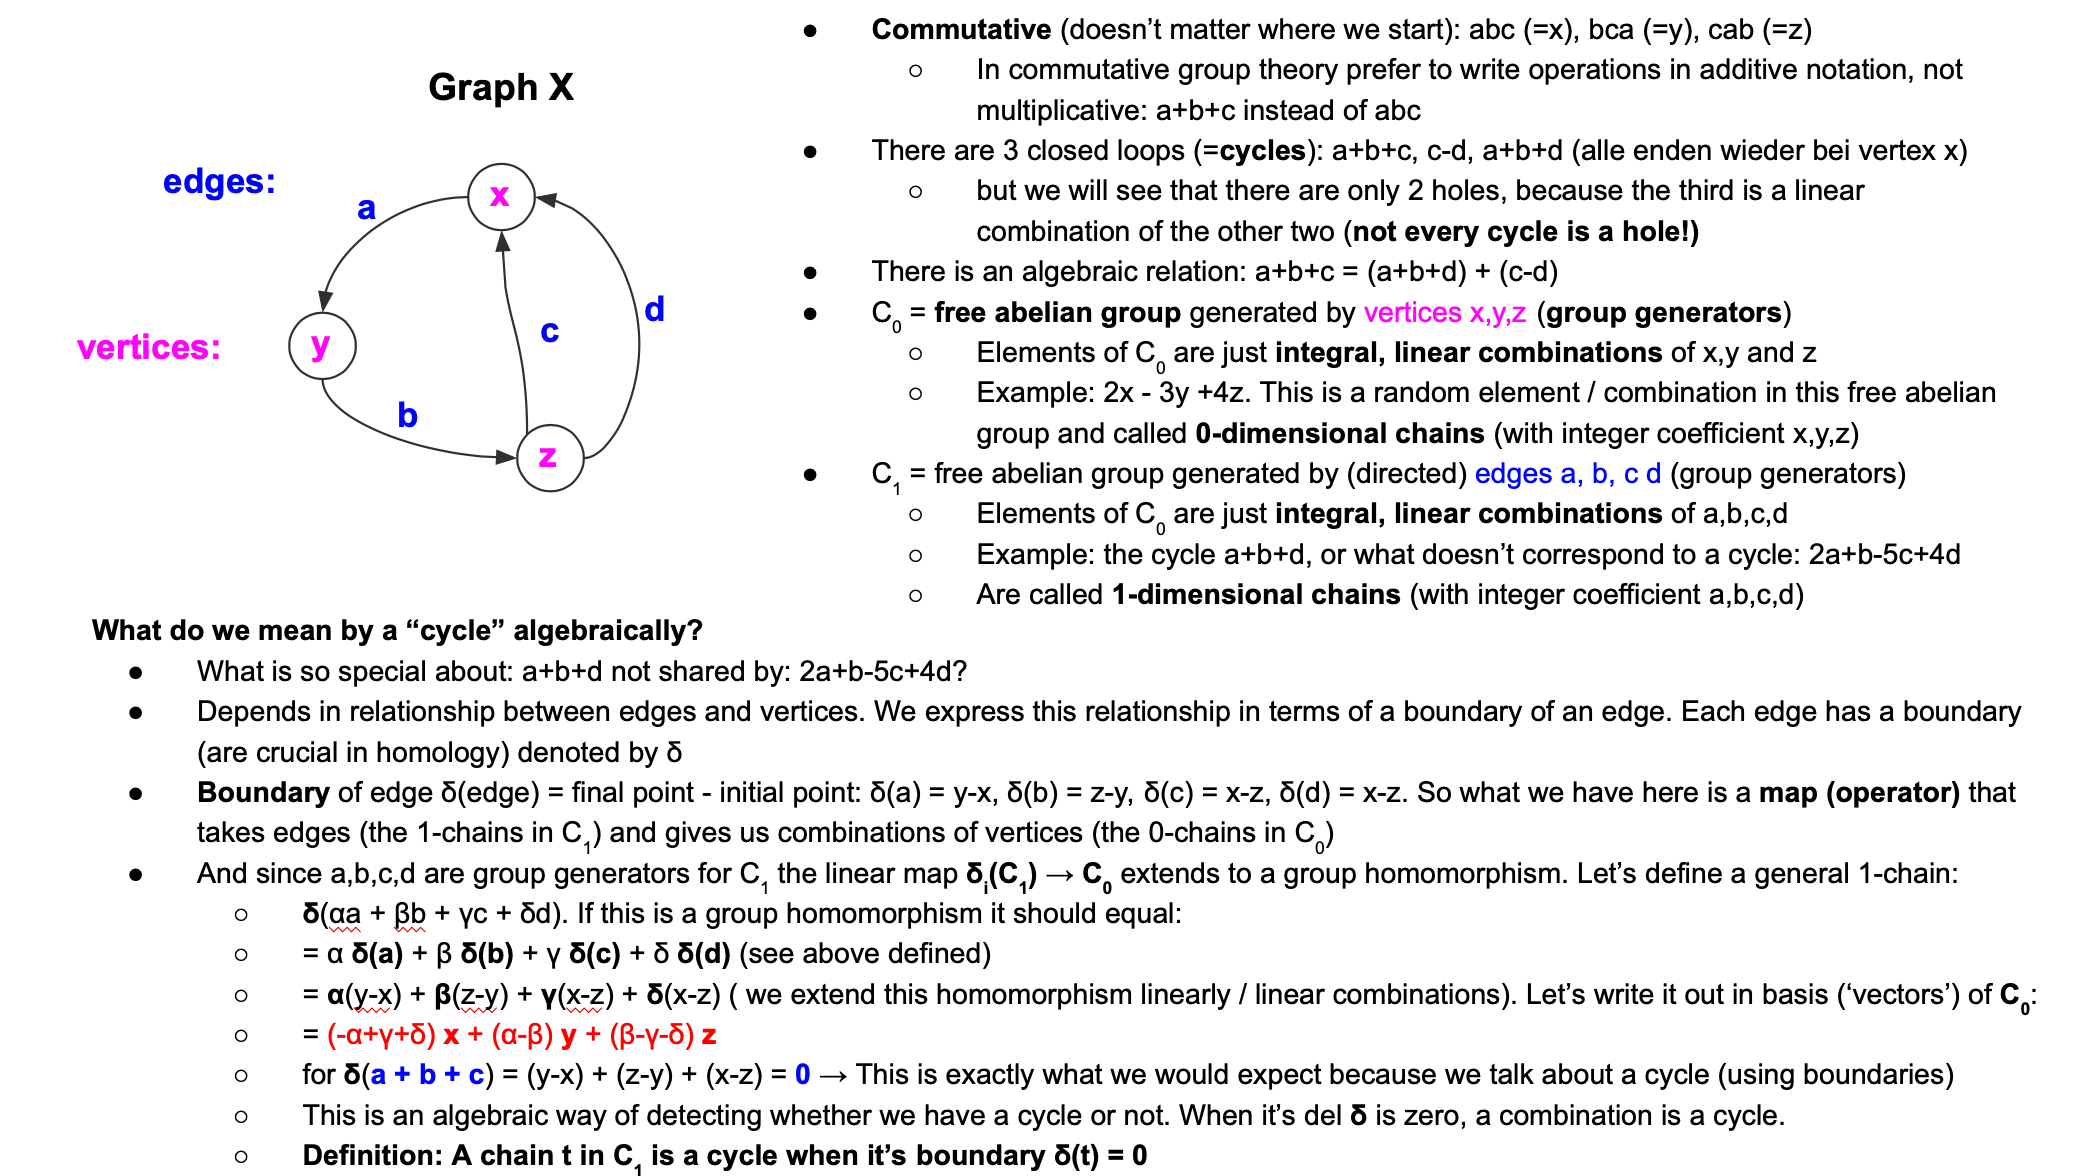 Graph X
edges:
vertices:
a
x
y
b
c
d
z
● Commutative (doesn’t matter where we start): abc (=x), bca (=y), cab (=z)
○ In commutative group theory prefer to write operations in additive notation, not
multiplicative: a+b+c instead of abc
● There are 3 closed loops (=cycles): a+b+c, c-d, a+b+d (alle enden wieder bei vertex x)
○ but we will see that there are only 2 holes, because the third is a linear
combination of the other two (not every cycle is a hole!)
● There is an algebraic relation: a+b+c = (a+b+d) + (c-d)
● C₀ = free abelian group generated by vertices x,y,z (group generators)
○ Elements of C₀ are just integral, linear combinations of x,y and z
○ Example: 2x - 3y +4z. This is a random element / combination in this free abelian
group and called 0-dimensional chains (with integer coefficient x,y,z)
● C₁ = free abelian group generated by (directed) edges a, b, c d (group generators)
○ Elements of C₀ are just integral, linear combinations of a,b,c,d
○ Example: the cycle a+b+d, or what doesn’t correspond to a cycle: 2a+b-5c+4d
○ Are called 1-dimensional chains (with integer coefficient a,b,c,d)
What do we mean by a “cycle” algebraically?
● What is so special about: a+b+d not shared by: 2a+b-5c+4d?
● Depends in relationship between edges and vertices. We express this relationship in terms of a boundary of an edge. Each edge has a boundary
(are crucial in homology) denoted by δ
● Boundary of edge δ(edge) = final point - initial point: δ(a) = y-x, δ(b) = z-y, δ(c) = x-z, δ(d) = x-z. So what we have here is a map (operator) that
takes edges (the 1-chains in C₁) and gives us combinations of vertices (the 0-chains in C₀)
● And since a,b,c,d are group generators for C₁ the linear map δᵢ(C₁) → C₀ extends to a group homomorphism. Let’s define a general 1-chain:
○ δ(αa + βb + γc + δd). If this is a group homomorphism it should equal:
○ = α δ(a) + β δ(b) + γ δ(c) + δ δ(d) (see above defined)
○ = α(y-x) + β(z-y) + γ(x-z) + δ(x-z) ( we extend this homomorphism linearly / linear combinations). Let’s write it out in basis (‘vectors’) of C₀:
○ = (-α+γ+δ) x + (α-β) y + (β-γ-δ) z
○ for δ(a + b + c) = (y-x) + (z-y) + (x-z) = 0 → This is exactly what we would expect because we talk about a cycle (using boundaries)
○ This is an algebraic way of detecting whether we have a cycle or not. When it’s del δ is zero, a combination is a cycle.
○ Definition: A chain t in C₁ is a cycle when it’s boundary δ(t) = 0